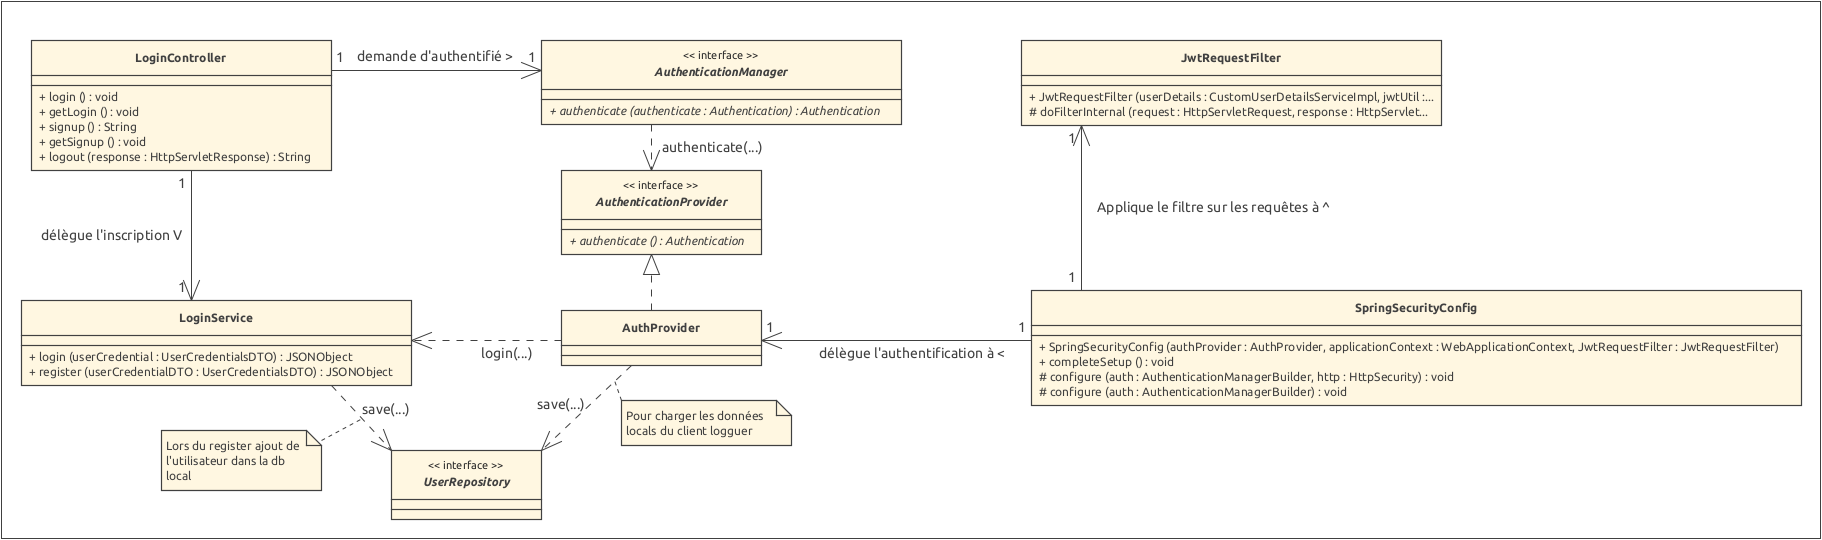 LoginController
+ login () : void
+ getLogin () : void
+ signup () : String
+ getSignup () : void
+ logout (response : HttpServletResponse) : String
1
demande d'authentifié >
1
<< interface >>
AuthenticationManager
+ authenticate (authenticate : Authentication) : Authentication
JwtRequestFilter
+ JwtRequestFilter (userDetails : CustomUserDetailsServiceImpl, jwtUtil :...
# doFilterInternal (request : HttpServletRequest, response : HttpServlet...
authenticate(...)
<< interface >>
AuthenticationProvider
+ authenticate () : Authentication
1
délègue l'inscription V
1
1
Applique le filtre sur les requêtes à ^
1
LoginService
+ login (userCredential : UserCredentialsDTO) : JSONObject
+ register (userCredentialDTO : UserCredentialsDTO) : JSONObject
login(...)
AuthProvider
1
délègue l'authentification à <
1
SpringSecurityConfig
+ SpringSecurityConfig (authProvider : AuthProvider, applicationContext : WebApplicationContext, JwtRequestFilter : JwtRequestFilter)
+ completeSetup () : void
# configure (auth : AuthenticationManagerBuilder, http : HttpSecurity) : void
# configure (auth : AuthenticationManagerBuilder) : void
save(...)
save(...)
Pour charger les données
locals du client logguer
Lors du register ajout de
l'utilisateur dans la db
local
<< interface >>
UserRepository